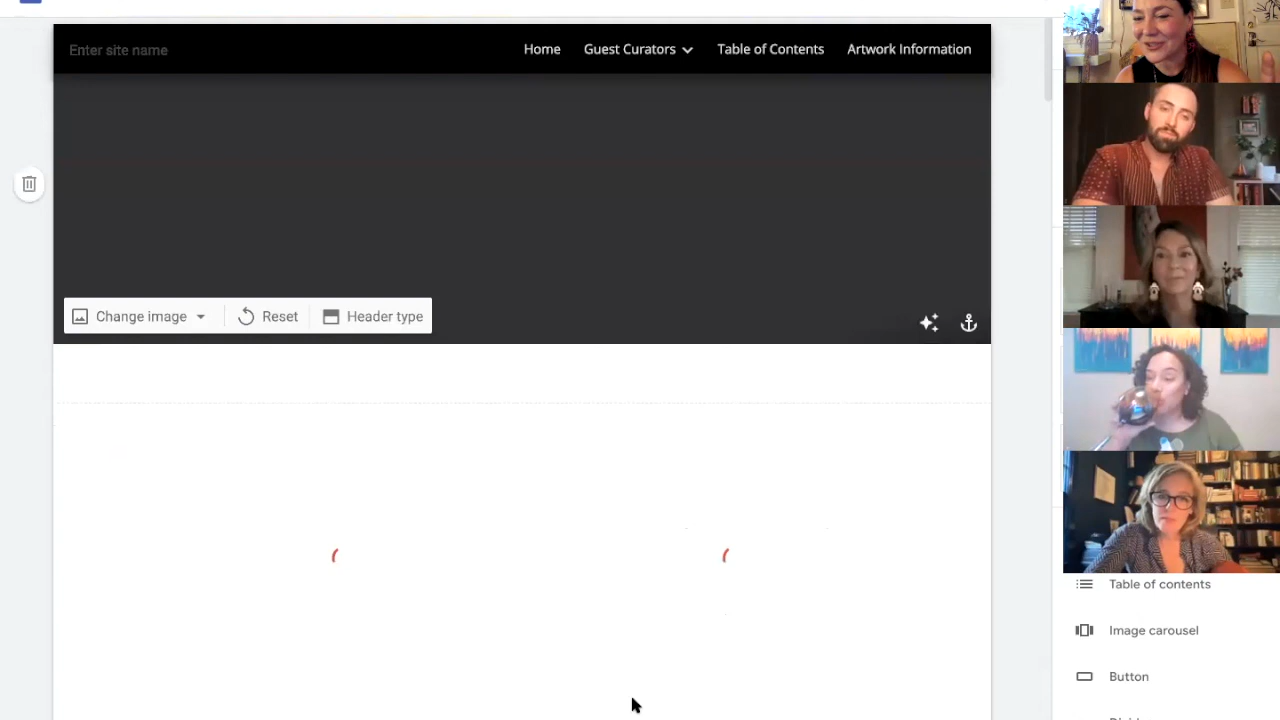 Enter site name
Home Guest Curators Table of Contents Artwork Information
Change image Reset Header type
Table of contents
Image carousel
Button